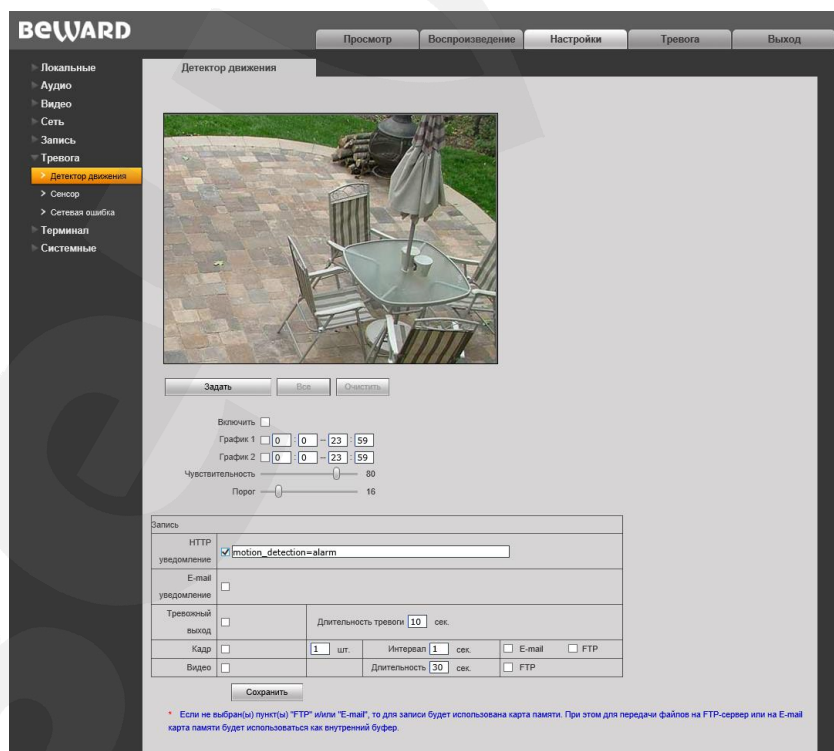 BEWARD
Просмотр Воспроизведение Настройки Тревога Выход
Локальные
Аудио
Видео
Сеть
Запись
Тревога
> Детектор движения
> Сенсор
> Сетевая ошибка
Терминал
Системные
Детектор движения
Задать Все Очистить
Включить
График 1 0 : 0 -- 23 : 59
График 2 0 : 0 -- 23 : 59
Чувствительность 80
Порог 16
Запись
HTTP
уведомление
motion_detection=alarm
E-mail
уведомление
Тревожный
выход
Длительность тревоги 10 сек.
Кадр 1 шт. Интервал 1 сек. E-mail FTP
Видео Длительность 30 сек. FTP
Сохранить
* Если не выбран(ы) пункт(ы) "FTP" и/или "E-mail", то для записи будет использована карта памяти. При этом для передачи файлов на FTP-сервер или на E-mail
карта памяти будет использоваться как внутренний буфер.